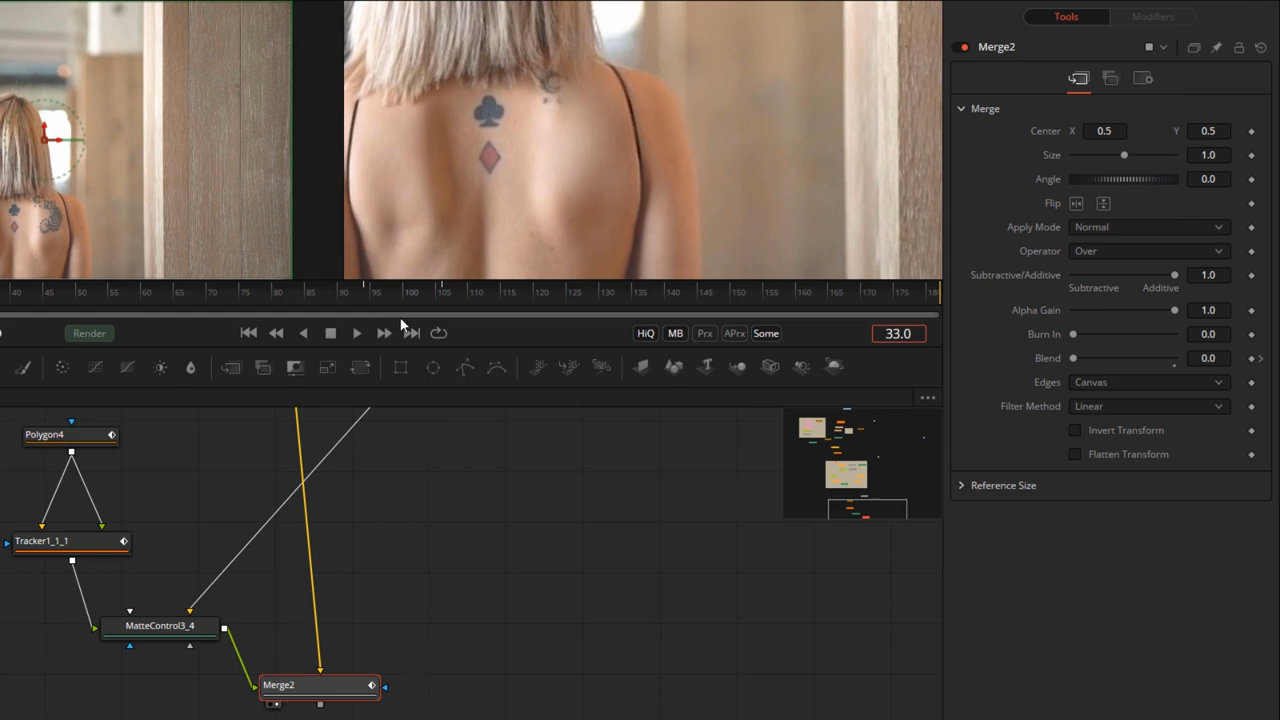 Tools Modifiers
Merge2
Merge
Center X 0.5 Y 0.5
Size 1.0
Angle 0.0
Flip
Apply Mode Normal
Operator Over
Subtractive/Additive 1.0
Subtractive Additive
Alpha Gain 1.0
Burn In 0.0
Blend 0.0
Edges Canvas
Filter Method Linear
Invert Transform
Flatten Transform
Reference Size
40 45 50 55 60 65 70 75 80 85 90 95 100 105 110 115 120 125 130 135 140 145 150 155 160 165 170 175 180
Render HiQ MB Prx APrx Some 33.0
Polygon4
Tracker1_1_1
MatteControl3_4
Merge2